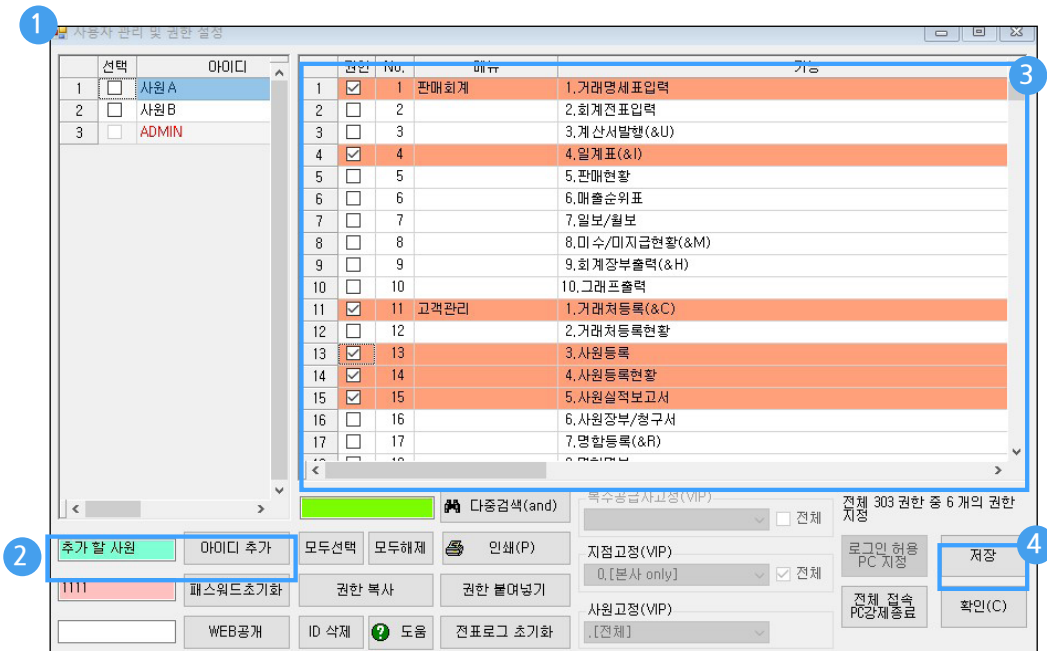 1
사용자 관리 및 권한 설정
선택 아이디
1 사원A
2 사원B
3 ADMIN
권인 No. 메뉴 기능
3
1 1 판매회계 1.거래명세표입력
2 2 2.회계전표입력
3 3 3.계산서발행(&U)
4 4 4.일계표(&I)
5 5 5.판매현황
6 6 6.매출순위표
7 7 7.일보/월보
8 8 8.미수/미지급현황(&M)
9 9 9.회계장부출력(&H)
10 10 10.그래프출력
11 11 고객관리 1.거래처등록(&C)
12 12 2.거래처등록현황
13 13 3.사원등록
14 14 4.사원등록현황
15 15 5.사원실적보고서
16 16 6.사원장부/청구서
17 17 7.명함등록(&R)
다중검색(and)
복수공급자고정(VIP)
전체
전체 303 권한 중 6 개의 권한
지정
2
추가 할 사원 아이디 추가
모두선택 모두해제 인쇄(P)
지점고정(VIP)
0.[본사 only] 전체
로그인 허용
PC 지정
저장
4
1111 패스워드초기화
권한 복사 권한 붙여넣기
사원고정(VIP)
.[전체]
전체 접속
PC강제종료
확인(C)
WEB공개
ID 삭제 도움 전표로그 초기화